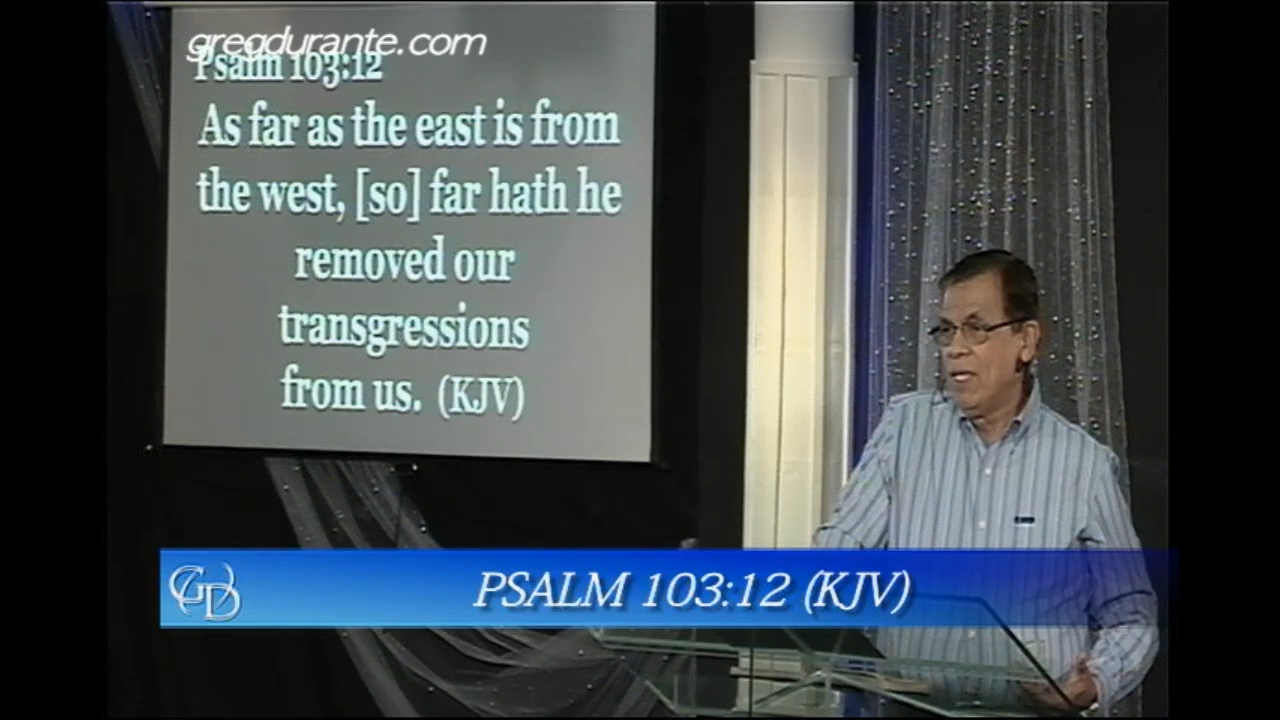 gregdurante.com
Psalm 103:12
As far as the east is from
the west, [so] far hath he
removed our
transgressions
from us. (KJV)
GD
PSALM 103:12 (KJV)